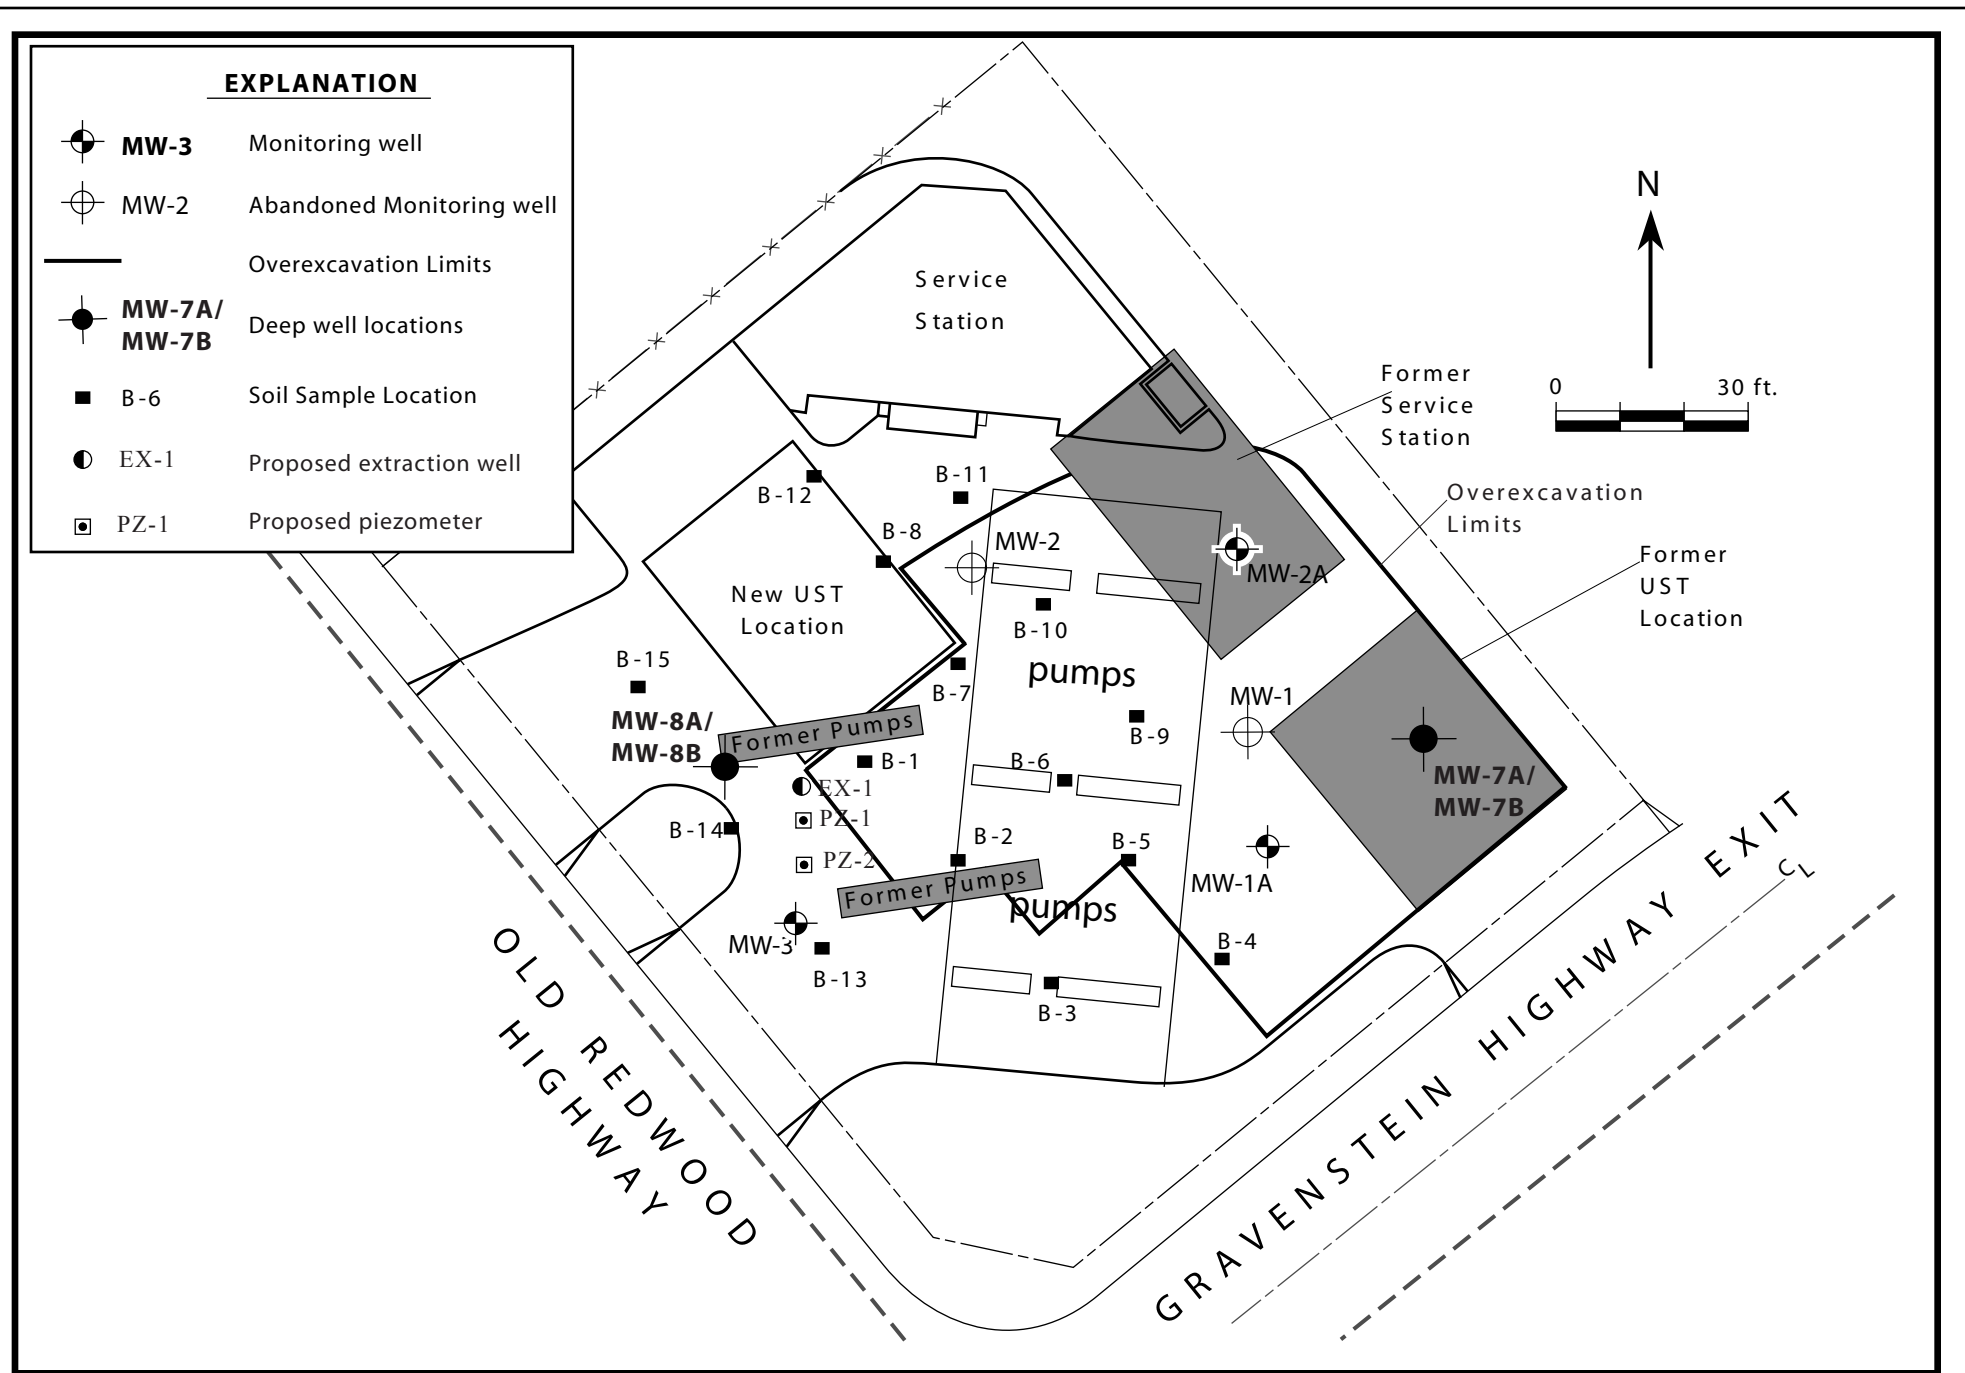 EXPLANATION
MW-3 Monitoring well
MW-2 Abandoned Monitoring well
Overexcavation Limits
MW-7A/
MW-7B Deep well locations
B-6 Soil Sample Location
EX-1 Proposed extraction well
PZ-1 Proposed piezometer
N
0 30 ft.
Service
Station
Former
Service
Station
Overexcavation
Limits
Former
UST
Location
B-12
B-11
B-8
MW-2
MW-2A
New UST
Location
B-10
pumps
B-15
B-7
MW-1
MW-8A/
MW-8B
Former Pumps
B-9
B-1
B-6
MW-7A/
MW-7B
EX-1
PZ-1
B-14
PZ-2
B-2
B-5
Former Pumps
MW-1A
pumps
MW-3
B-13
B-4
B-3
OLD REDWOOD
HIGHWAY
GRAVENSTEIN HIGHWAY EXIT
CL